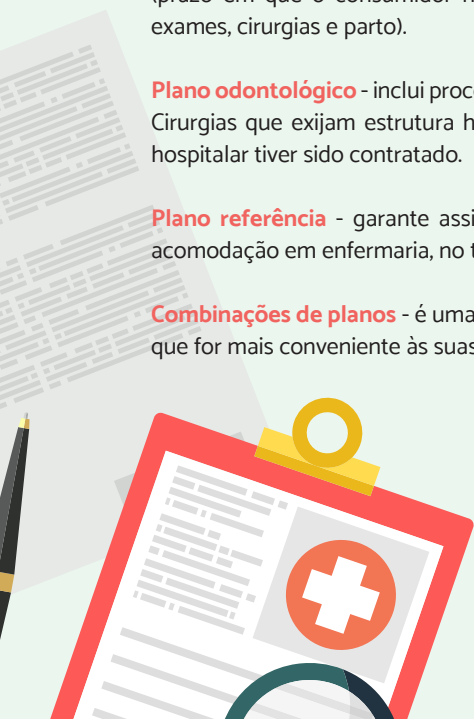 exames, cirurgias e parto).
Plano odontológico - inclui proc
Cirurgias que exijam estrutura h
hospitalar tiver sido contratado.
Plano referência - garante assi
acomodação em enfermaria, no t
Combinações de planos - é uma
que for mais conveniente às suas